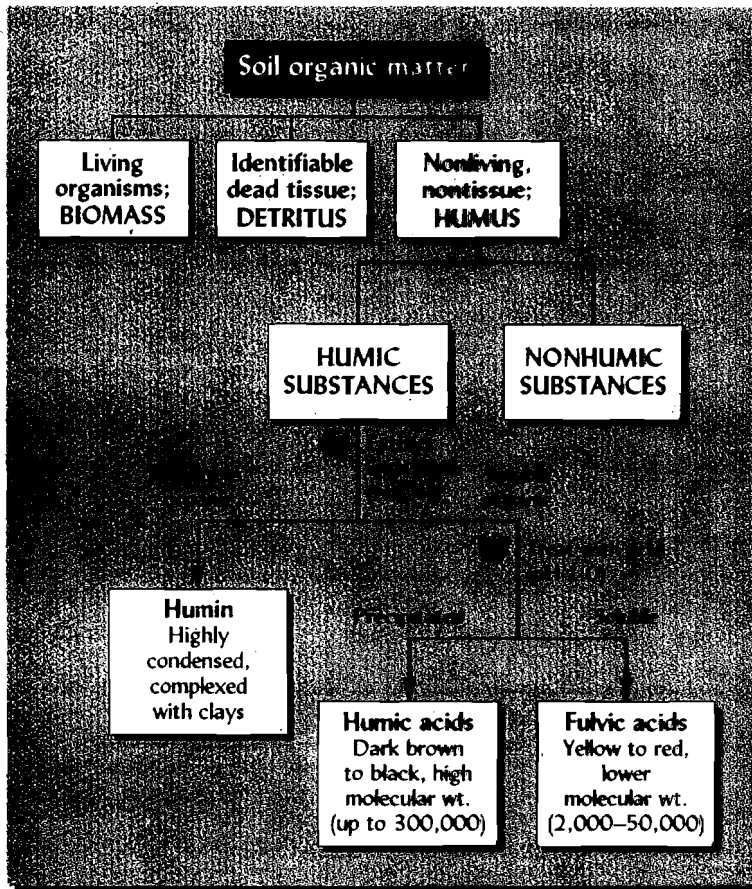 Soil organic matter
Living
organisms;
BIOMASS
Identifiable
dead tissue;
DETRITUS
Nonliving,
nontissue;
HUMUS
HUMIC
SUBSTANCES
NONHUMIC
SUBSTANCES
Precipitated
Soluble
Humin
Highly
condensed,
complexed
with clays
Humic acids
Dark brown
to black, high
molecular wt.
(up to 300,000)
Fulvic acids
Yellow to red,
lower
molecular wt.
(2,000–50,000)